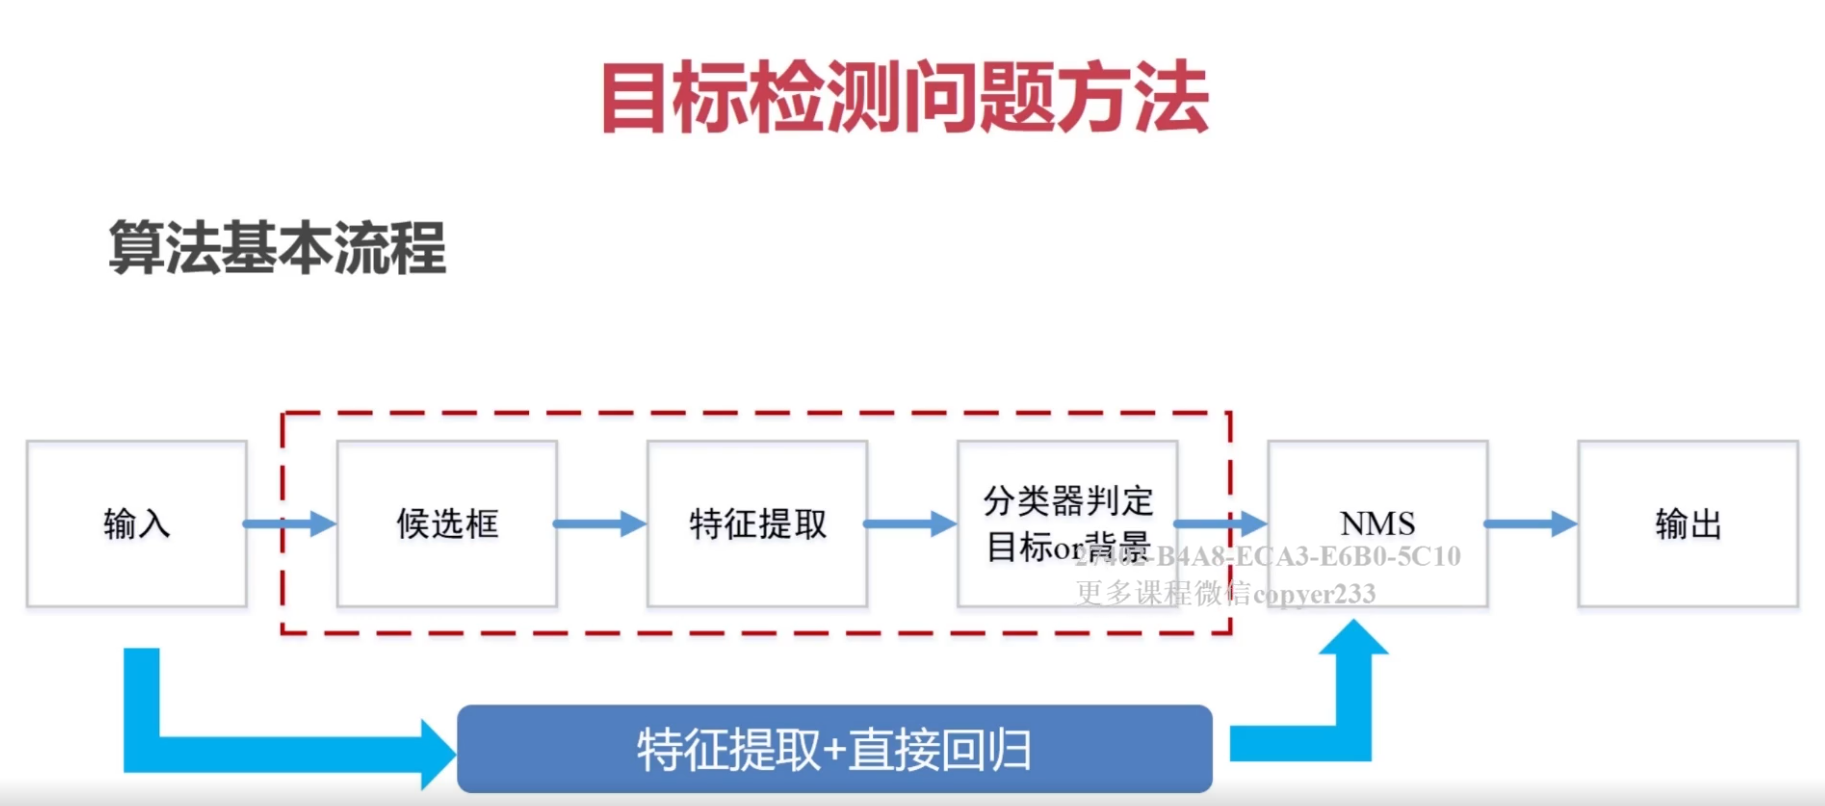 目标检测问题方法
算法基本流程
输入
候选框
特征提取
分类器判定
目标or背景
NMS
输出
27402-B4A8-ECA3-E6B0-5C10
更多课程微信copyer233
特征提取+直接回归